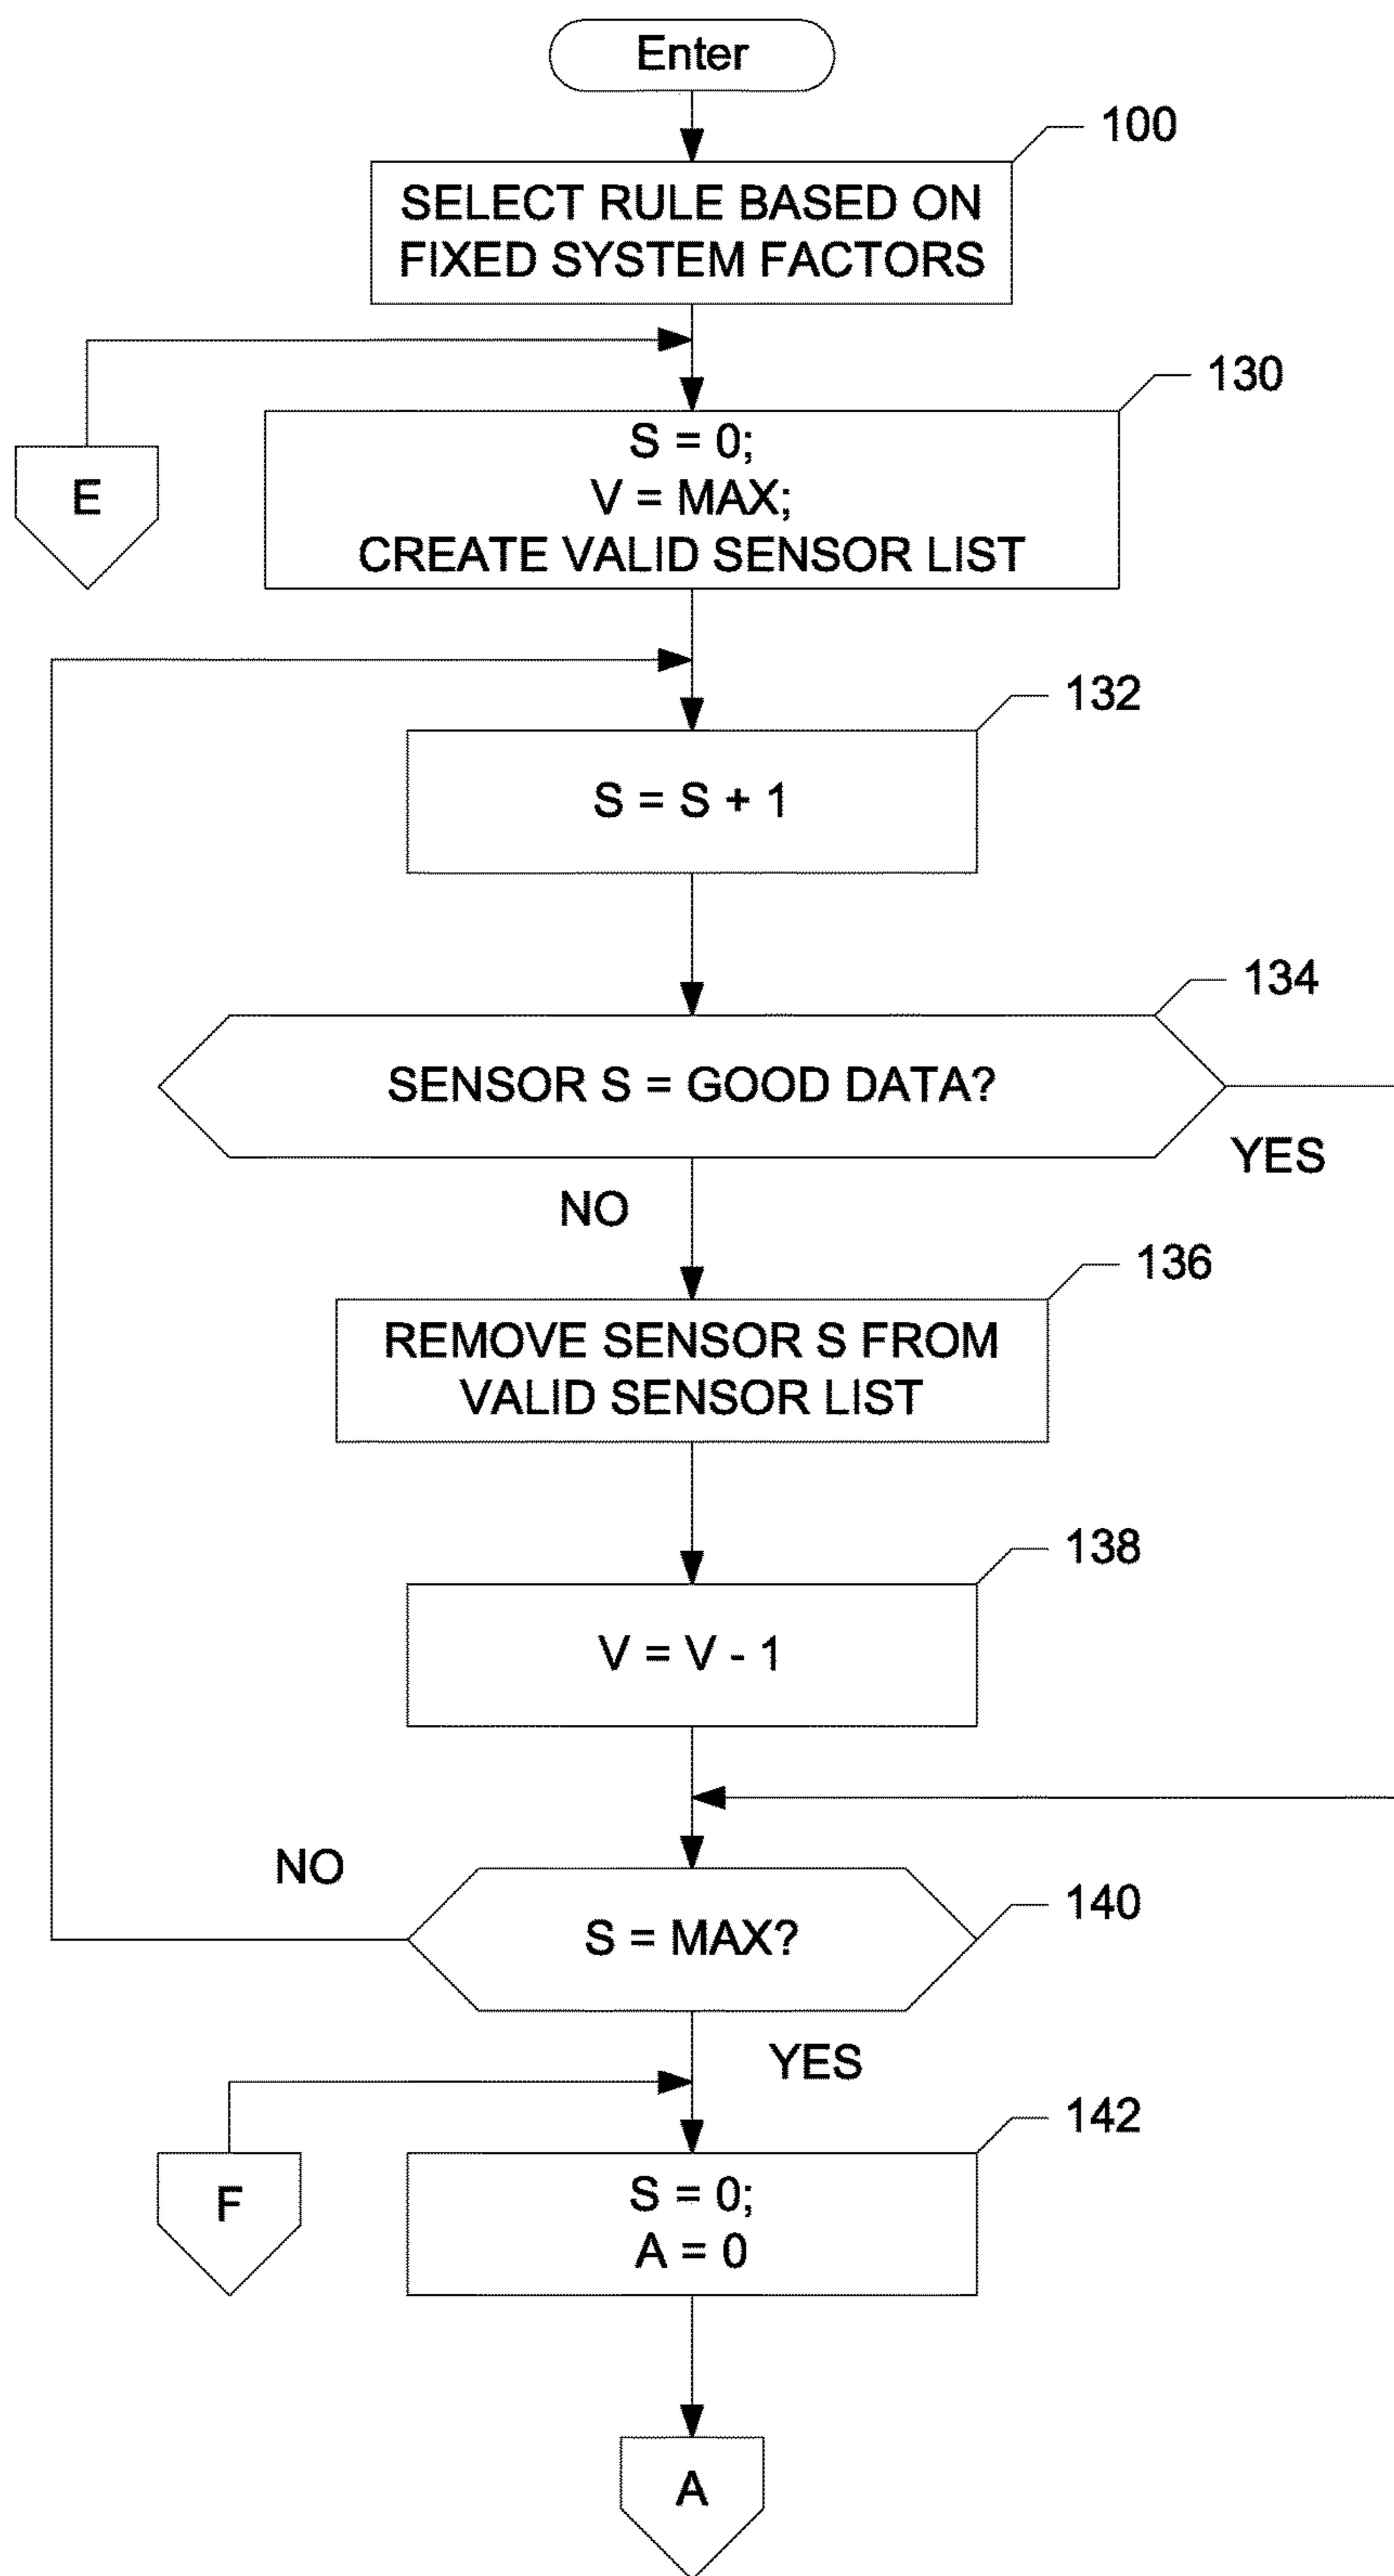 Enter
100
SELECT RULE BASED ON
FIXED SYSTEM FACTORS
130
S = 0;
V = MAX;
CREATE VALID SENSOR LIST
E
132
S = S + 1
134
SENSOR S = GOOD DATA?
YES
NO
136
REMOVE SENSOR S FROM
VALID SENSOR LIST
138
V = V - 1
NO
140
S = MAX?
YES
142
F
S = 0;
A = 0
A